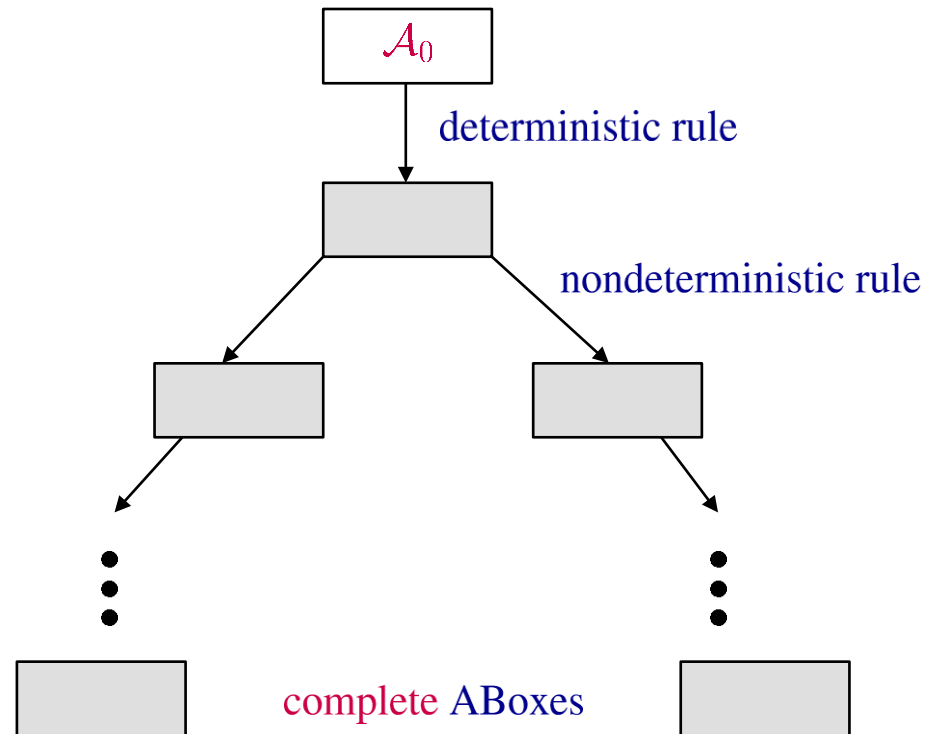 𝒜₀
deterministic rule
nondeterministic rule
complete ABoxes